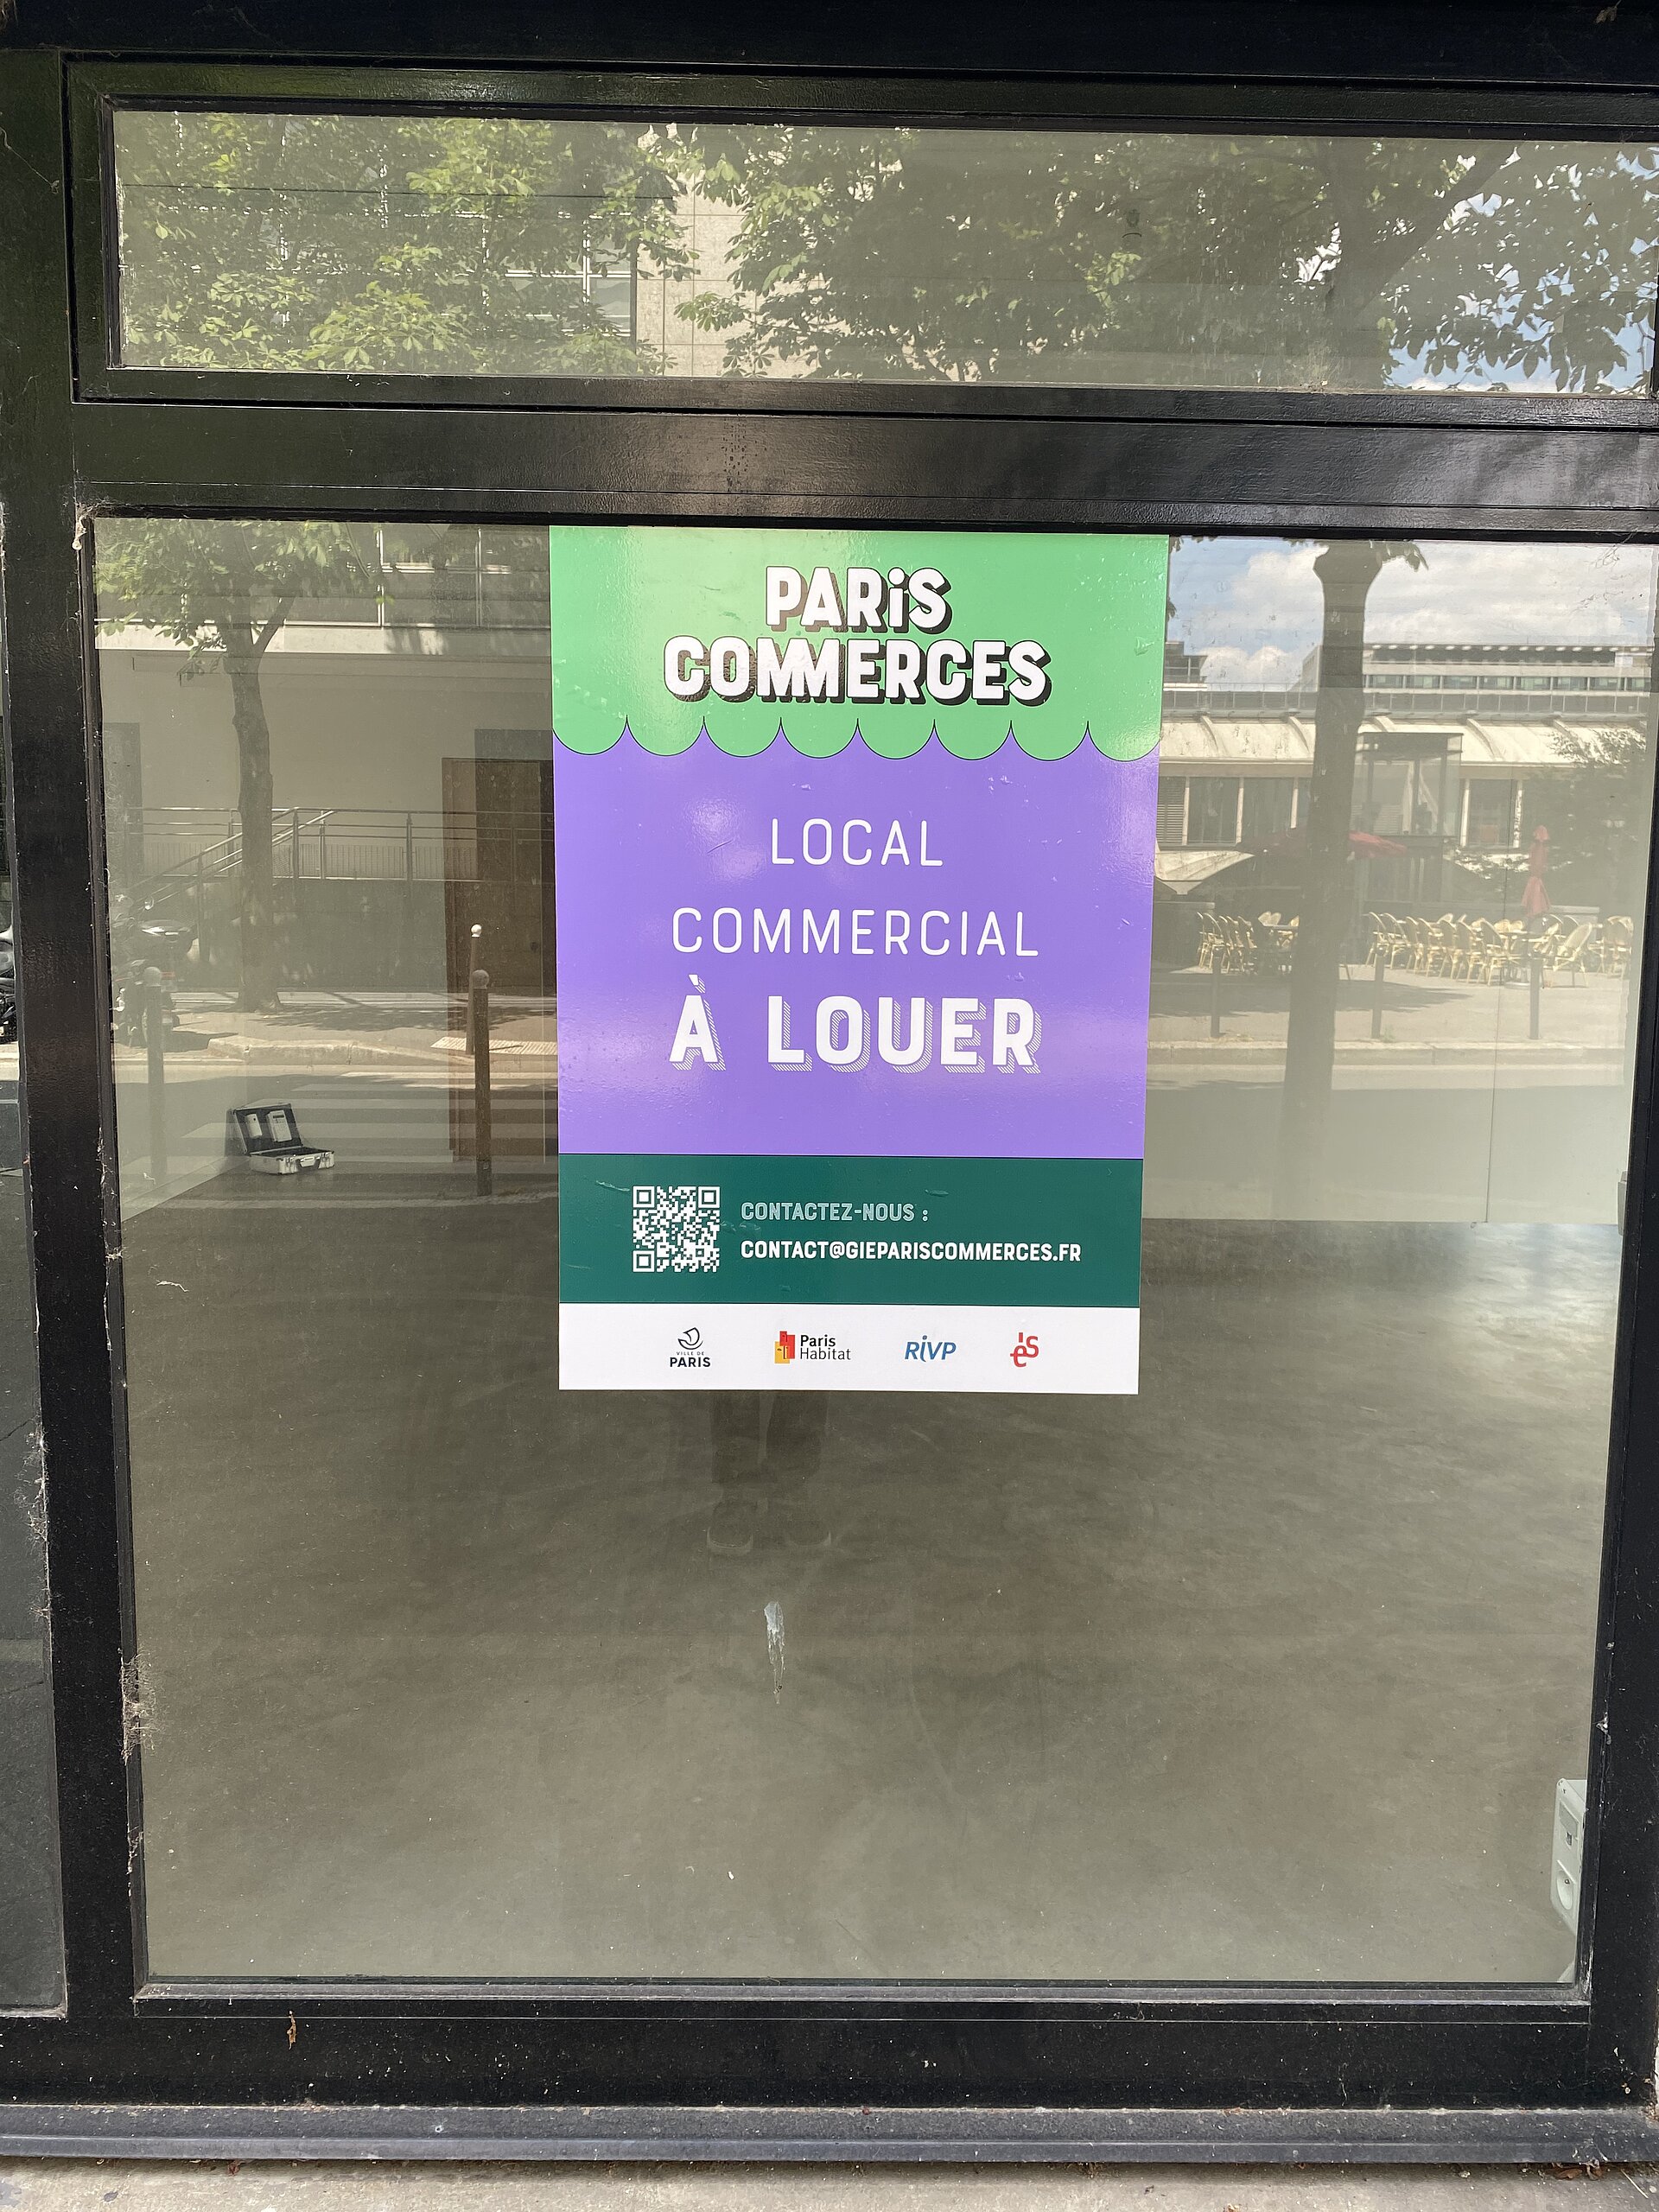 PARiS
COMMERCES
LOCAL
COMMERCIAL
À LOUER
CONTACTEZ-NOUS :
CONTACT@GIEPARISCOMMERCES.FR
VILLE DE
PARIS
Paris
Habitat
RiVP